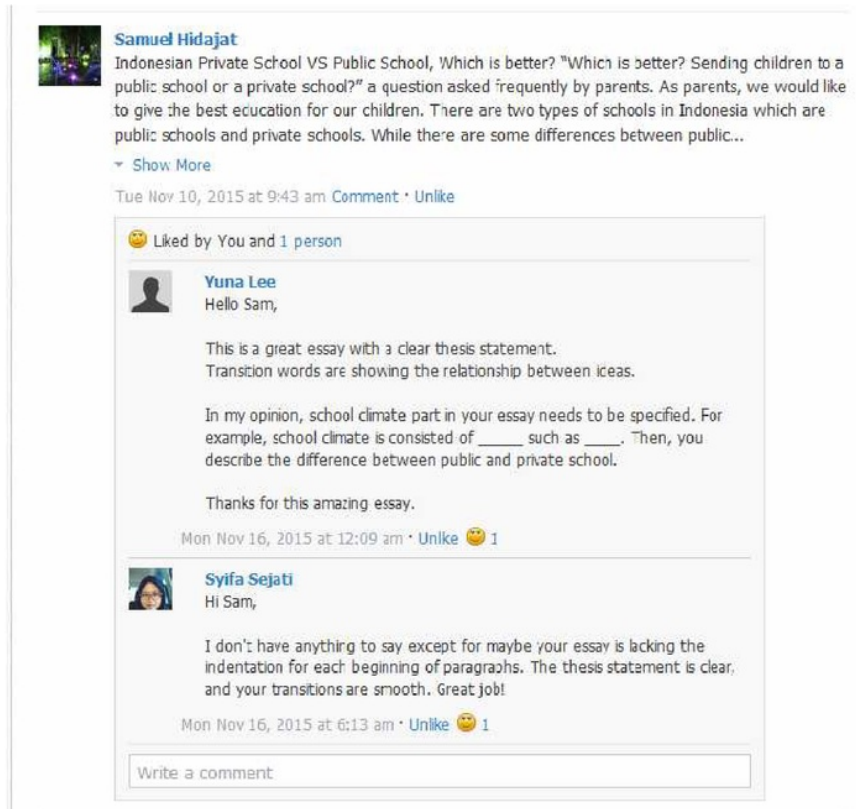 Samuel Hidajat
Indonesian Private School VS Public School, Which is better? "Which is better? Sending children to a
public school or a private school?" a question asked frequently by parents. As parents, we would like
to give the best education for our children. There are two types of schools in Indonesia which are
public schools and private schools. While there are some differences between public...
Show More
Tue Nov 10, 2015 at 9:43 am Comment · Unlike
Liked by You and 1 person
Yuna Lee
Hello Sam,
This is a great essay with a clear thesis statement.
Transition words are showing the relationship between ideas.
In my opinion, school climate part in your essay needs to be specified. For
example, school climate is consisted of _____ such as ____. Then, you
describe the difference between public and private school.
Thanks for this amazing essay.
Mon Nov 16, 2015 at 12:09 am · Unlike 1
Syifa Sejati
Hi Sam,
I don't have anything to say except for maybe your essay is lacking the
indentation for each beginning of paragraphs. The thesis statement is clear,
and your transitions are smooth. Great job!
Mon Nov 16, 2015 at 6:13 am · Unlike 1
Write a comment